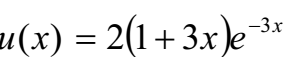 u(x) = 2(1+3x)e^{-3x}